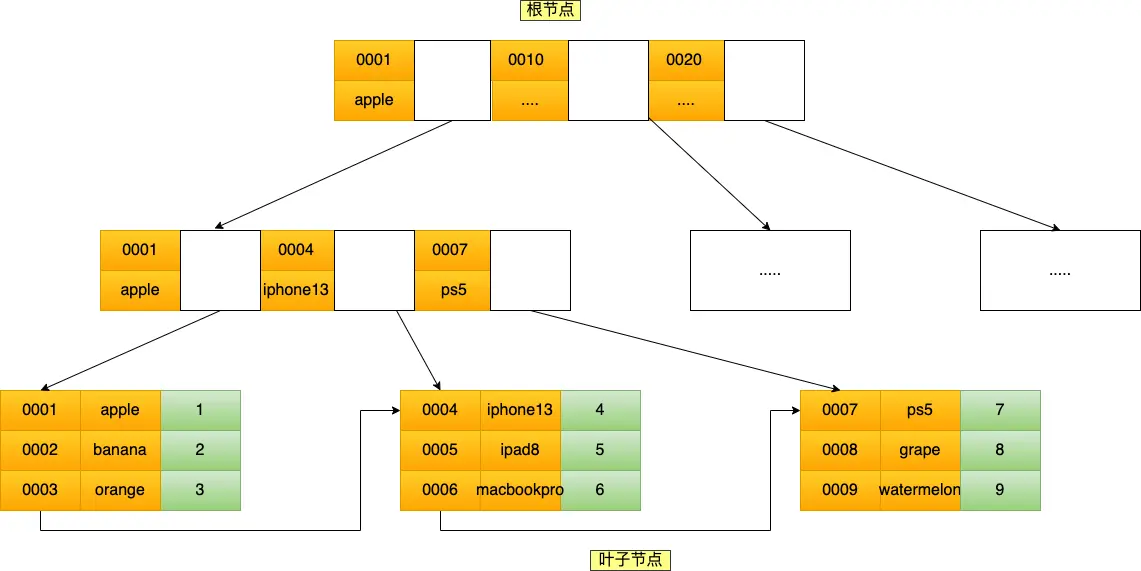 根节点
0001 0010 0020
apple .... ....
0001 0004 0007
apple iphone13 ps5
..... .....
0001 apple 1 0004 iphone13 4 0007 ps5 7
0002 banana 2 0005 ipad8 5 0008 grape 8
0003 orange 3 0006 macbookpro 6 0009 watermelon 9
叶子节点